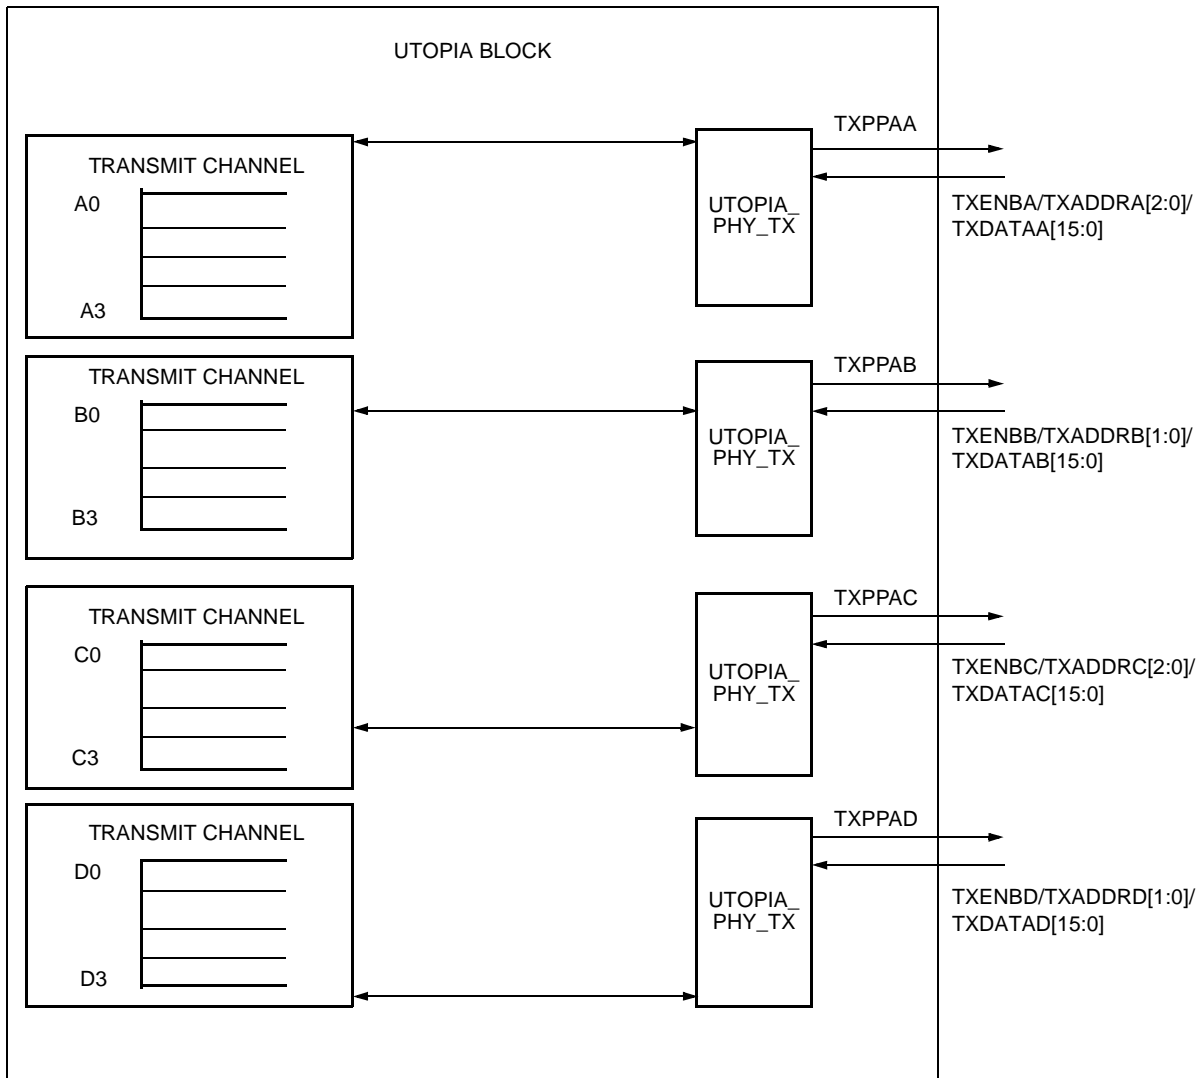 UTOPIA BLOCK
TRANSMIT CHANNEL
A0
A3
UTOPIA_
PHY_TX
TXPPAA
TXENBA/TXADDRA[2:0]/
TXDATAA[15:0]
TRANSMIT CHANNEL
B0
B3
UTOPIA_
PHY_TX
TXPPAB
TXENBB/TXADDRB[1:0]/
TXDATAB[15:0]
TRANSMIT CHANNEL
C0
C3
UTOPIA_
PHY_TX
TXPPAC
TXENBC/TXADDRC[2:0]/
TXDATAC[15:0]
TRANSMIT CHANNEL
D0
D3
UTOPIA_
PHY_TX
TXPPAD
TXENBD/TXADDRD[1:0]/
TXDATAD[15:0]